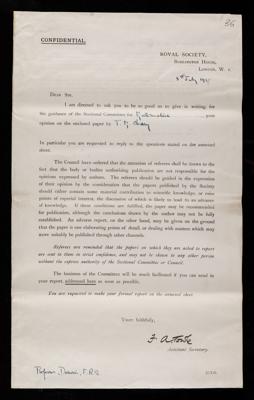 36
CONFIDENTIAL.
ROYAL SOCIETY,
BURLINGTON HOUSE,
LONDON, W. 1.
July 19
DEAR SIR,
I am directed to ask you to be so good as to give in writing, for
the guidance of the Sectional Committee for Mathematics your
opinion on the enclosed paper by T. M. Cherry
In particular you are requested to reply to the questions stated on the annexed
sheet.
The Council have ordered that the attention of referees shall be drawn to the
fact that the body or bodies authorising publication are not responsible for the
opinions expressed by authors. The referees should be guided in the expression
of their opinion by the consideration that the papers published by the Society
should either contain some material contribution to scientific knowledge or raise
points of general interest, the discussion of which is likely to lead to an advance
of knowledge. If these conditions are fulfilled, the paper may be recommended
for publication, although the conclusions drawn by the author may not be fully
established. An adverse report, on the other hand, may be given on the ground
that the paper is one elaborating points of detail, or dealing with matters which may
more suitably be published through other channels.
Referees are reminded that the papers on which they are asked to report
are sent to them in strict confidence, and may not be shown to any other person
without the express authority of the Sectional Committee or Council.
The business of the Committee will be much facilitated if you can send in
your report addressed here as soon as possible.
You are requested to make your formal report on the annexed sheet
Yours faithfully,
F. A. Towle
Assistant Secretary.
Professor F.R.S.